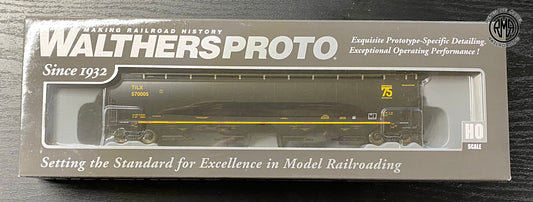 MAKING RAILROAD HISTORY
WALTHERSPROTO
Exquisite Prototype-Specific Detailing.
Exceptional Operating Performance!
Since 1932
TILX
570005
75
HO
SCALE
Setting the Standard for Excellence in Model Railroading